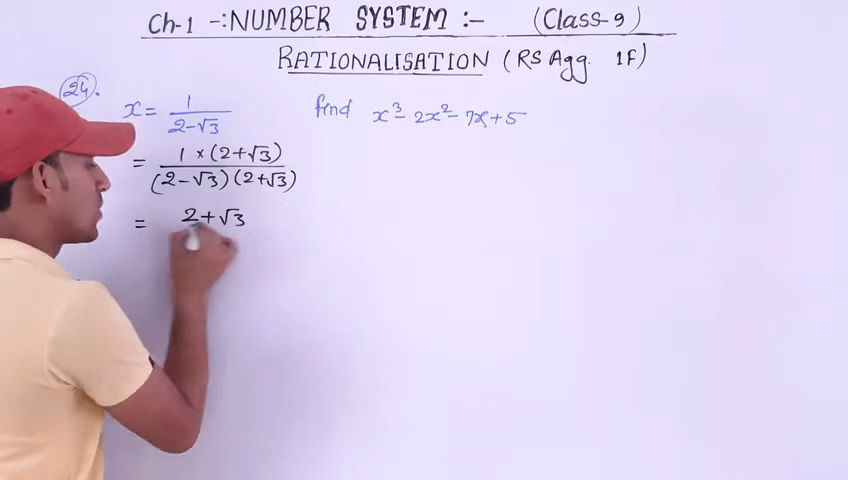 Ch-1 -: NUMBER SYSTEM :- (Class-9)
RATIONALISATION (RS Agg. 1F)
24.
x = 1/(2-√3) find x³- 2x²- 7x+5
= 1 × (2+√3) / (2-√3)(2+√3)
= 2+√3